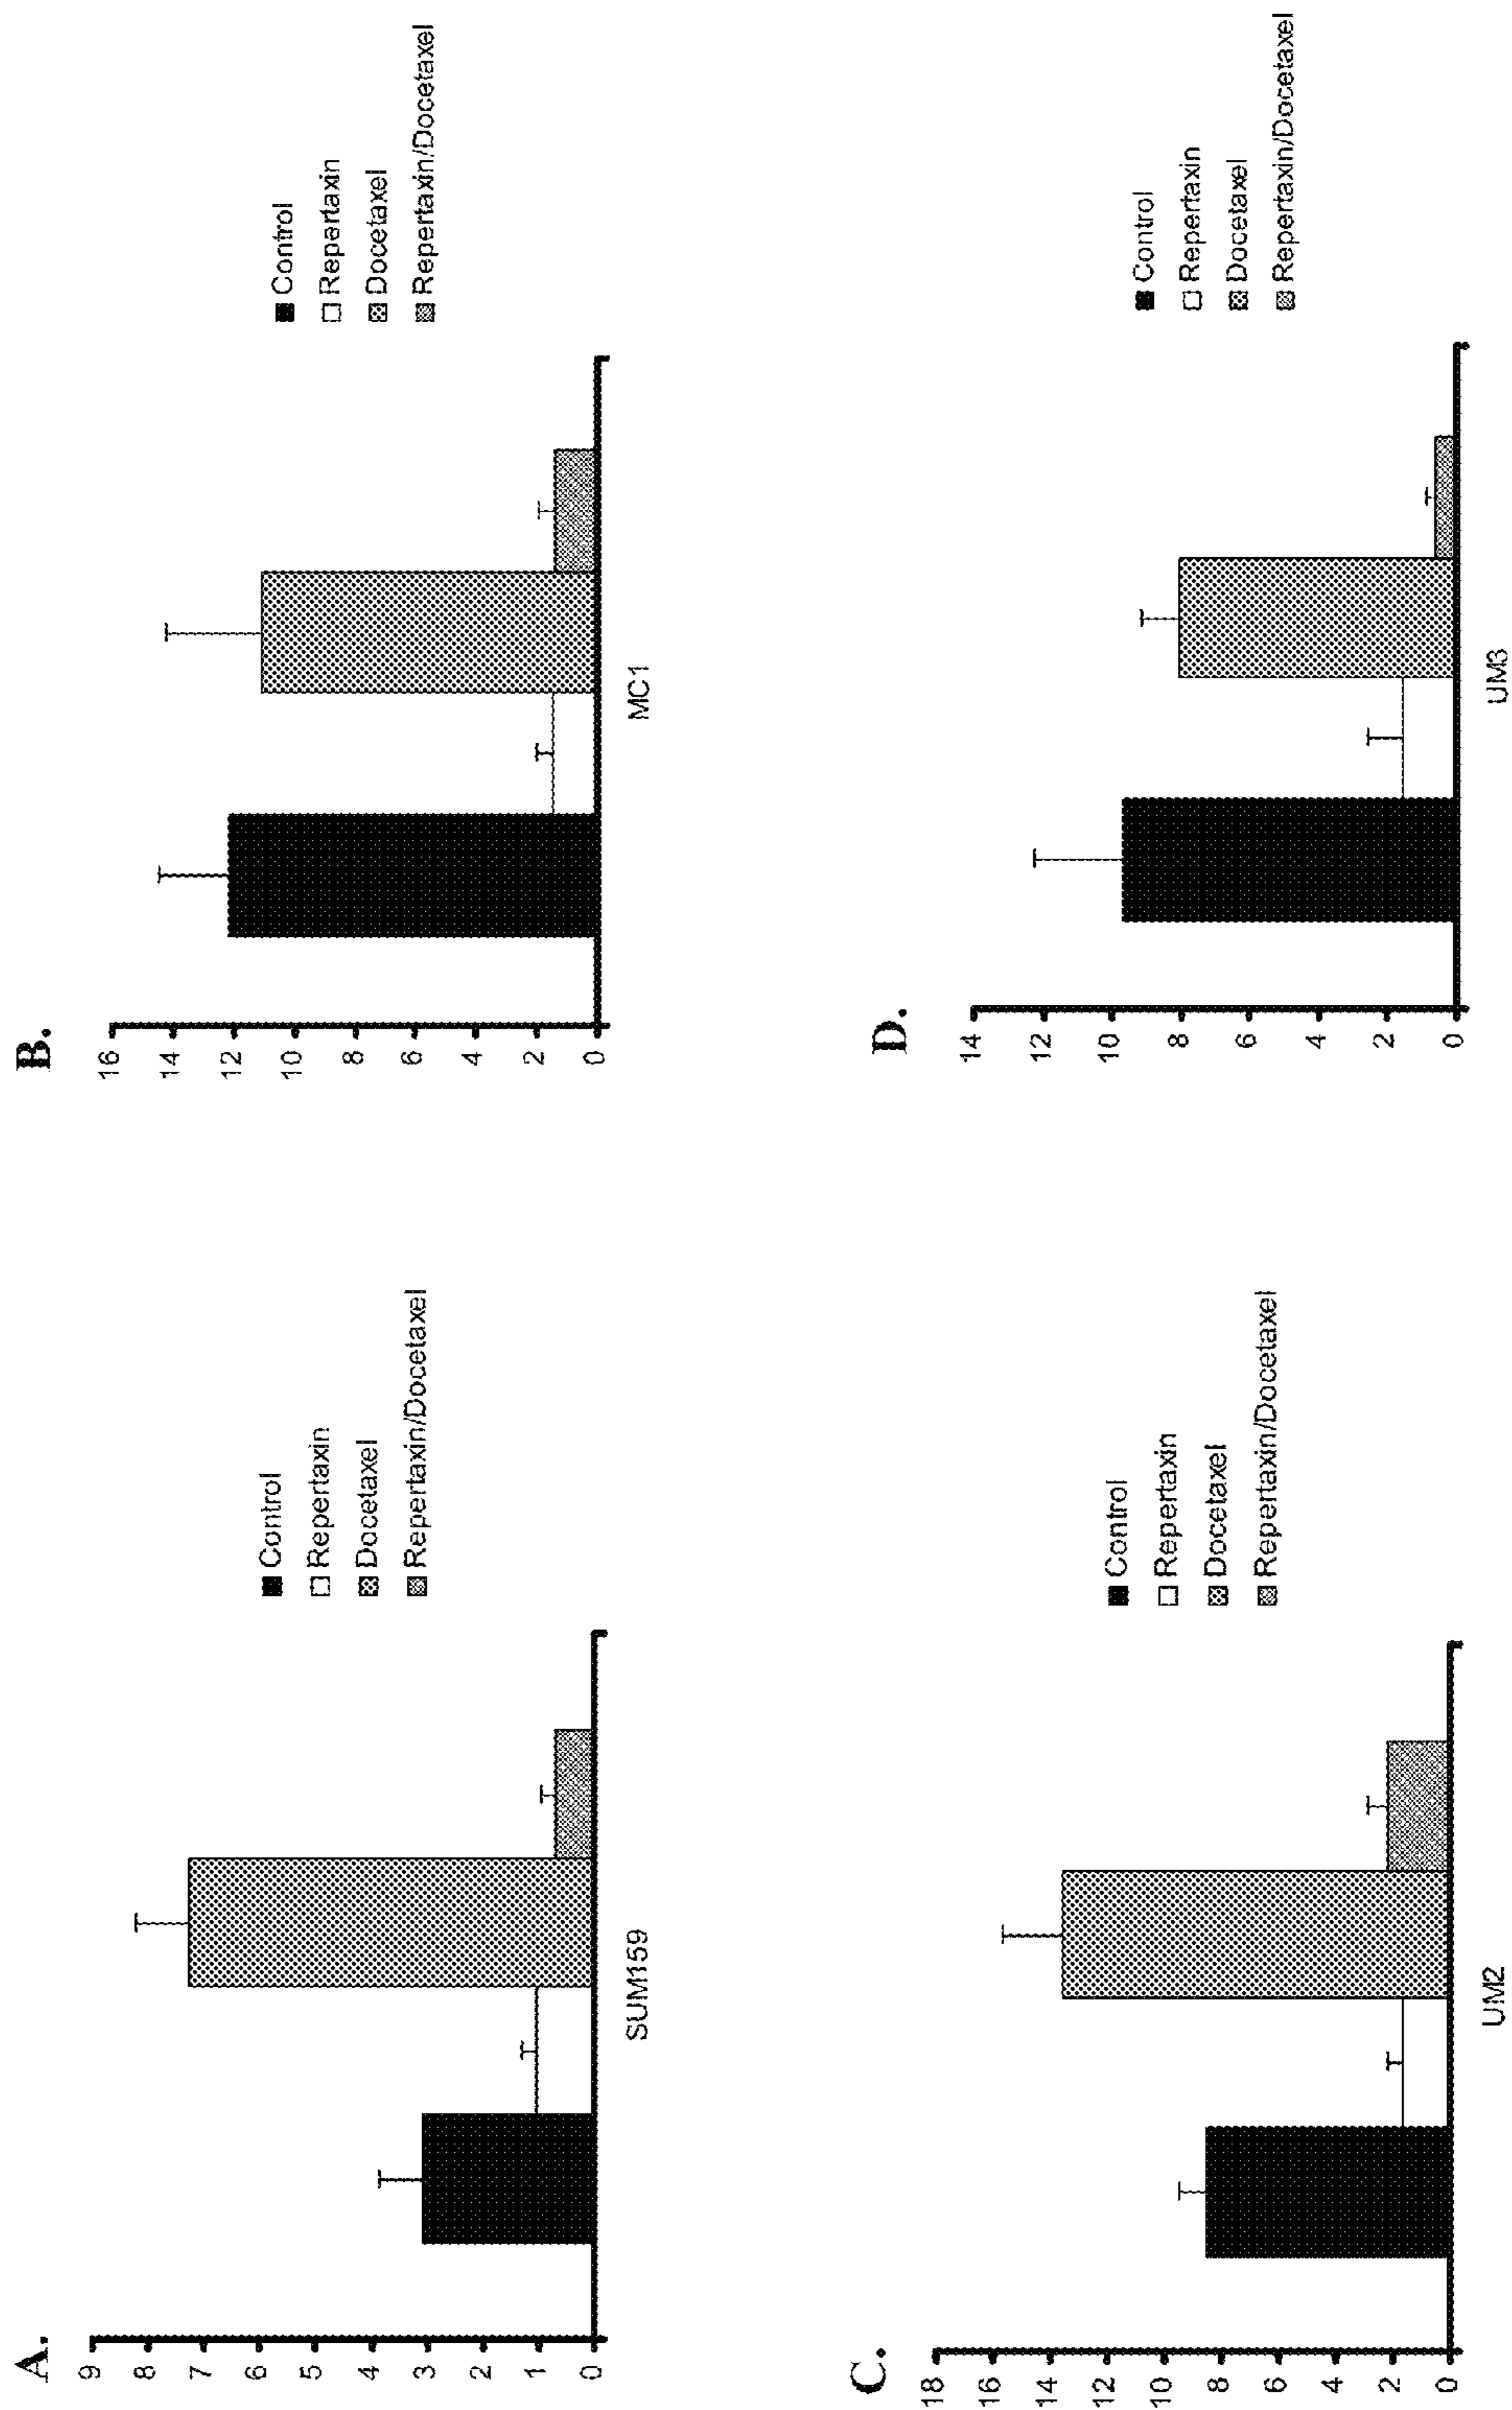 A.
9
8
7
6
5
4
3
2
1
0
SUM159
Control
Repertaxin
Docetaxel
Repertaxin/Docetaxel
B.
16
14
12
10
8
6
4
2
0
MC1
Control
Repertaxin
Docetaxel
Repertaxin/Docetaxel
C.
18
16
14
12
10
8
6
4
2
0
UM2
Control
Repertaxin
Docetaxel
Repertaxin/Docetaxel
D.
14
12
10
8
6
4
2
0
UM3
Control
Repertaxin
Docetaxel
Repertaxin/Docetaxel